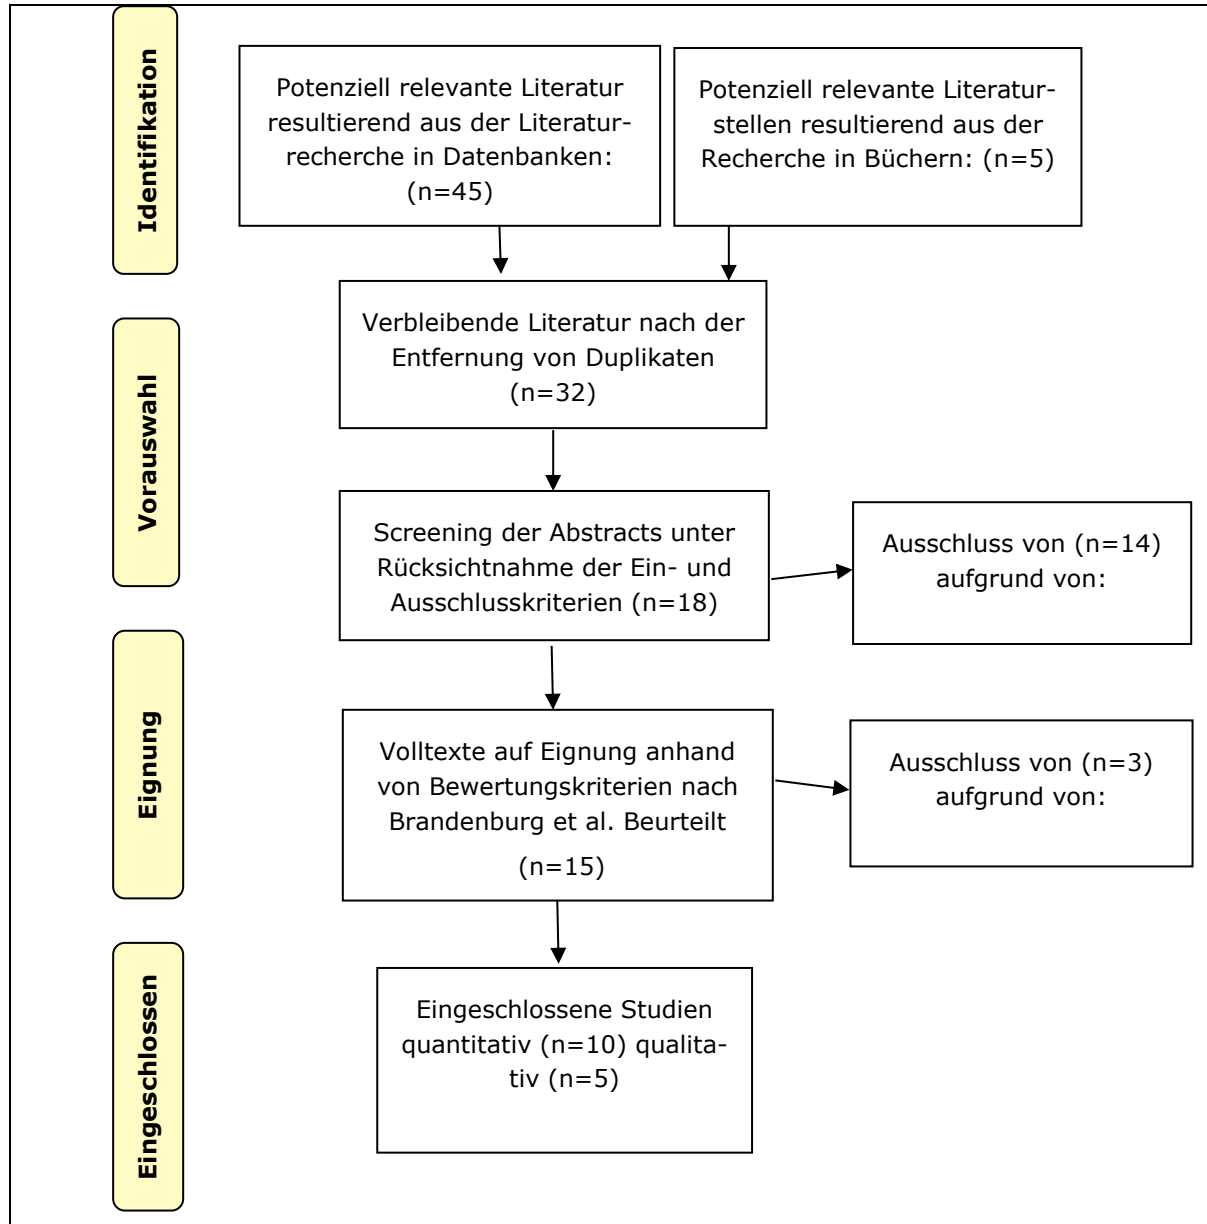 Identifikation
Potenziell relevante Literatur
resultierend aus der Literatur-
recherche in Datenbanken:
(n=45)
Potenziell relevante Literatur-
stellen resultierend aus der
Recherche in Büchern: (n=5)
Vorauswahl
Verbleibende Literatur nach der
Entfernung von Duplikaten
(n=32)
Screening der Abstracts unter
Rücksichtnahme der Ein- und
Ausschlusskriterien (n=18)
Ausschluss von (n=14)
aufgrund von:
Eignung
Volltexte auf Eignung anhand
von Bewertungskriterien nach
Brandenburg et al. Beurteilt
(n=15)
Ausschluss von (n=3)
aufgrund von:
Eingeschlossen
Eingeschlossene Studien
quantitativ (n=10) qualita-
tiv (n=5)